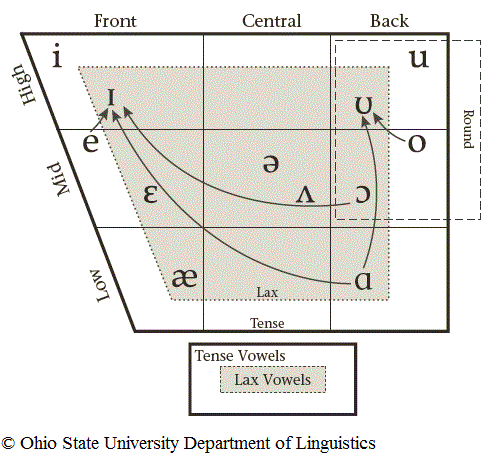 Front Central Back
i u
High
ɪ ʊ
Round
e o
Mid
ə
ɛ ʌ ɔ
Low
æ ɑ
Lax
Tense
Tense Vowels
Lax Vowels
© Ohio State University Department of Linguistics